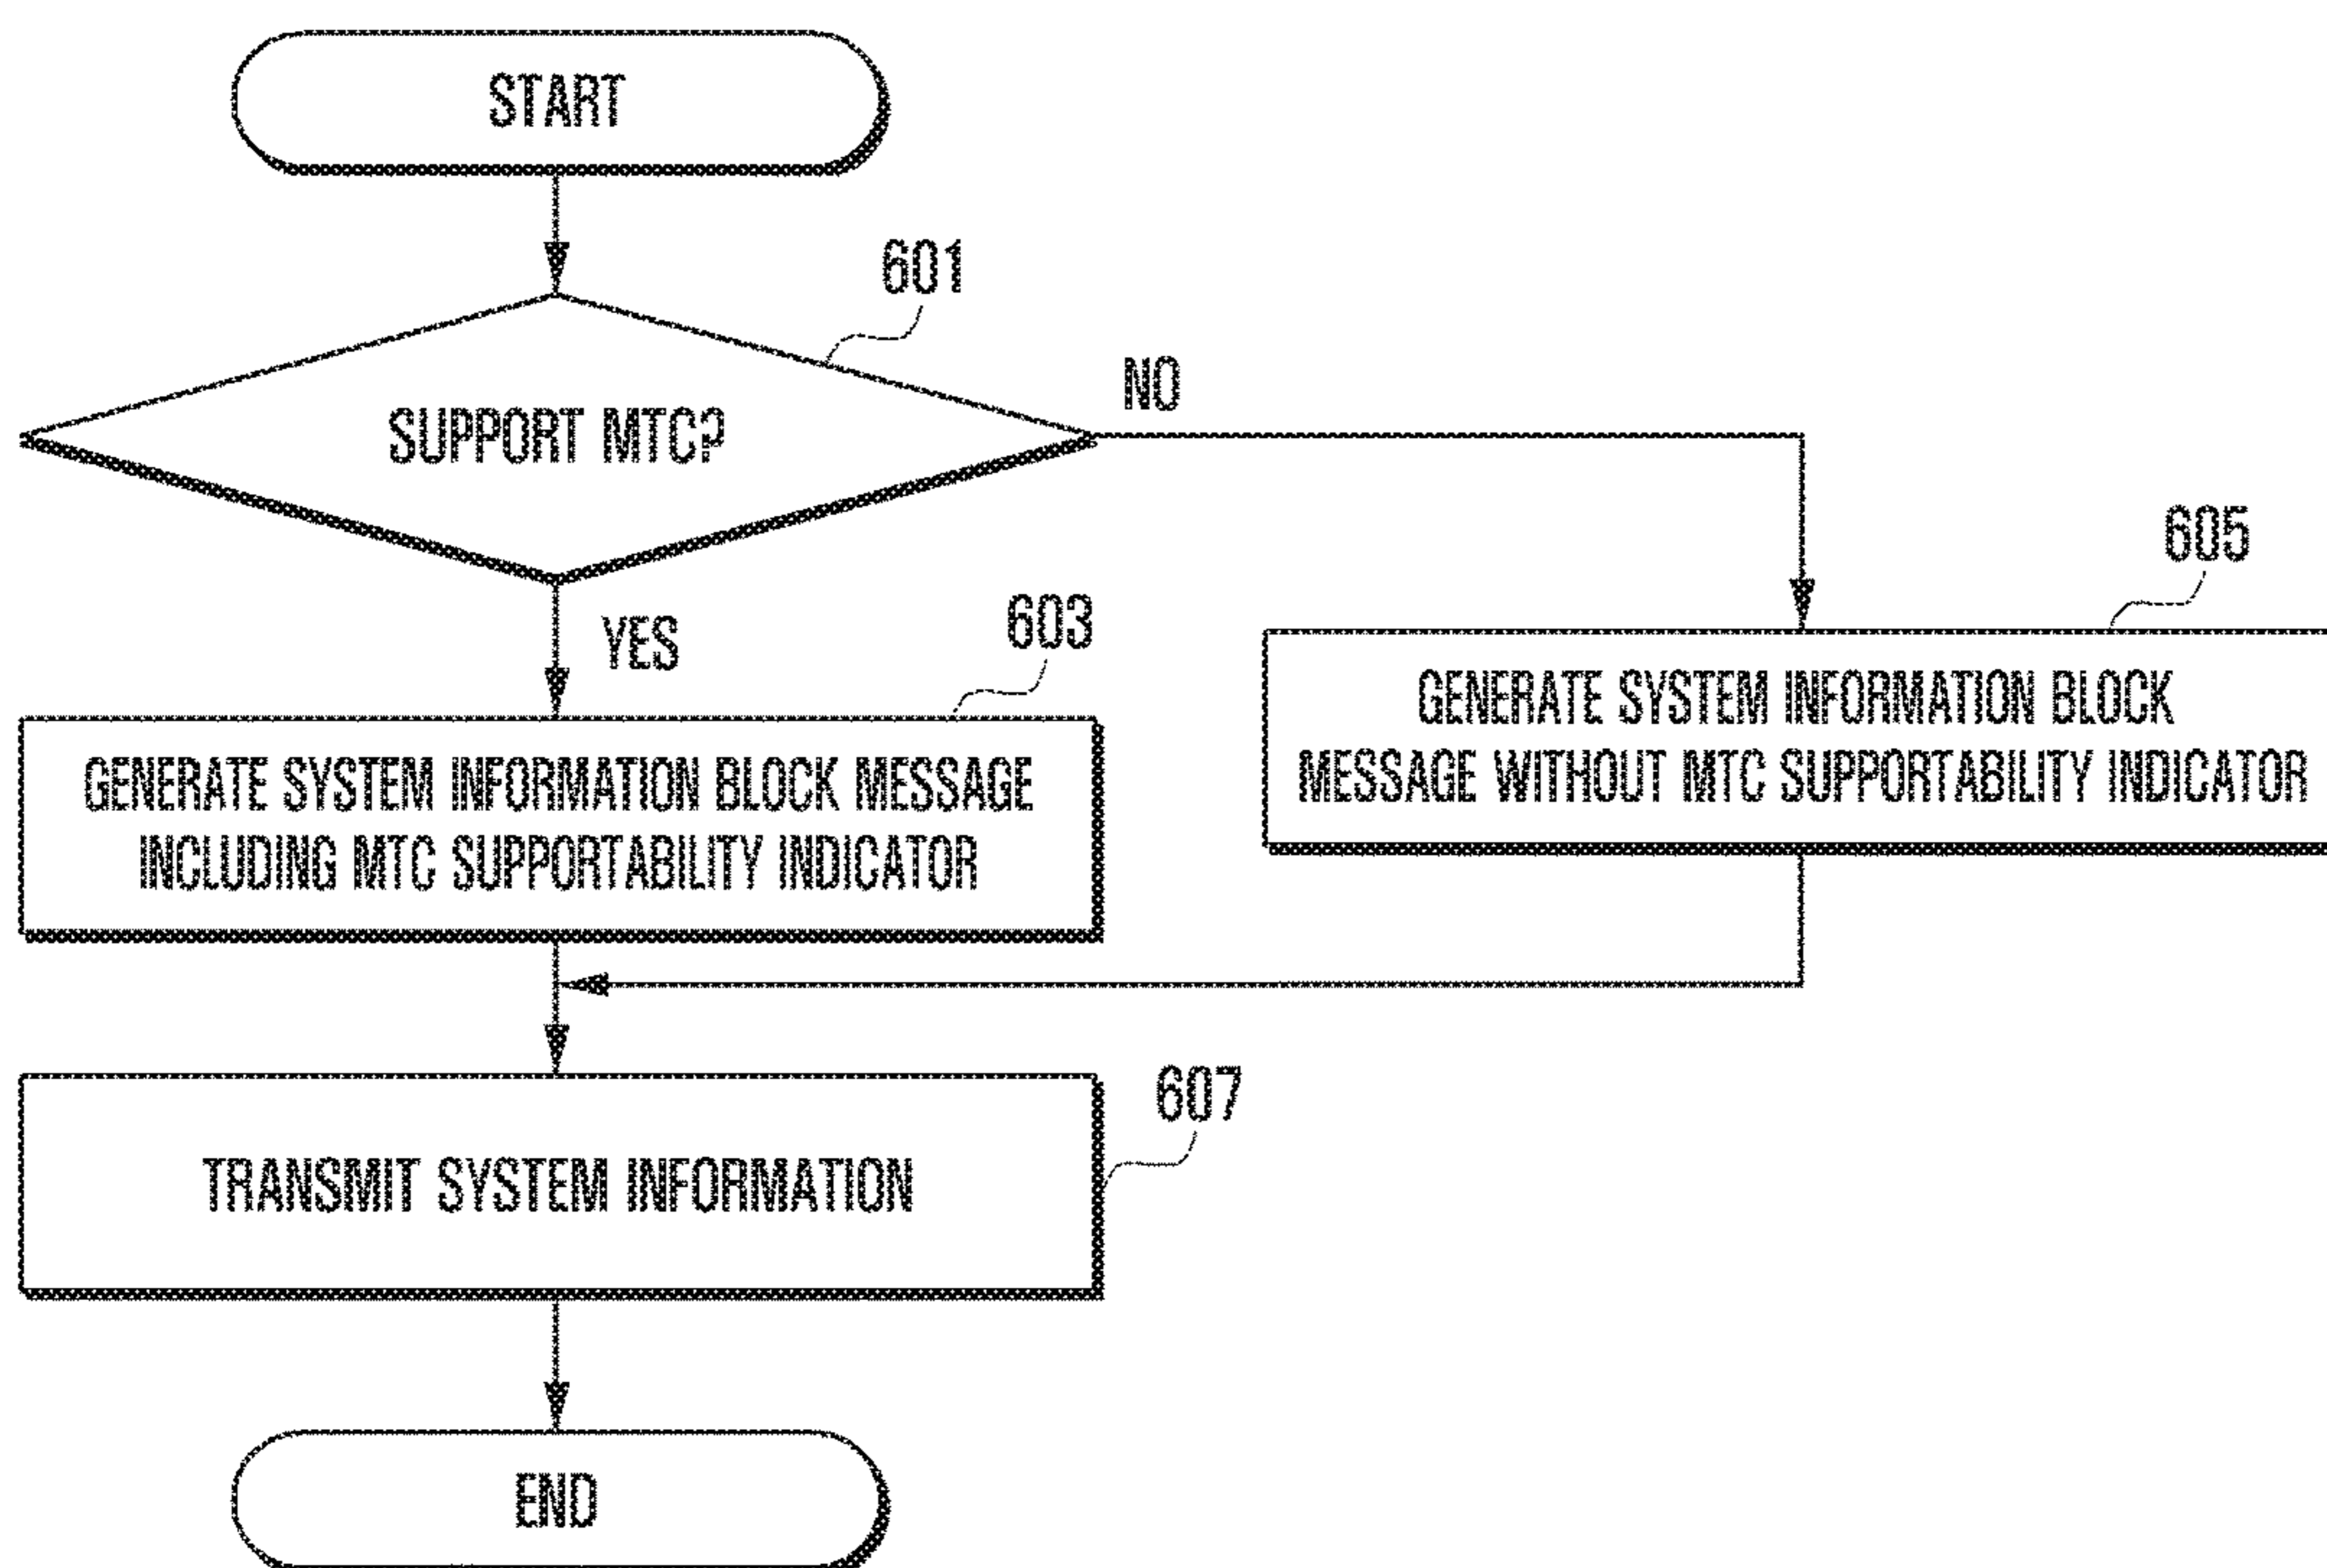 START
601
SUPPORT MTC?
NO
YES
603
GENERATE SYSTEM INFORMATION BLOCK MESSAGE
INCLUDING MTC SUPPORTABILITY INDICATOR
605
GENERATE SYSTEM INFORMATION BLOCK
MESSAGE WITHOUT MTC SUPPORTABILITY INDICATOR
607
TRANSMIT SYSTEM INFORMATION
END